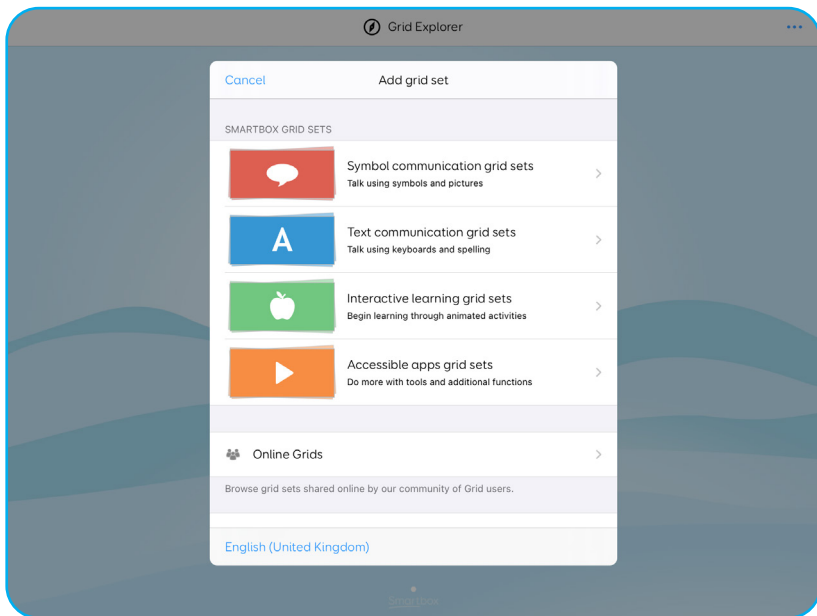 Grid Explorer
Cancel
Add grid set
SMARTBOX GRID SETS
Symbol communication grid sets
Talk using symbols and pictures
A
Text communication grid sets
Talk using keyboards and spelling
Interactive learning grid sets
Begin learning through animated activities
Accessible apps grid sets
Do more with tools and additional functions
Online Grids
Browse grid sets shared online by our community of Grid users.
English (United Kingdom)
Smartbox